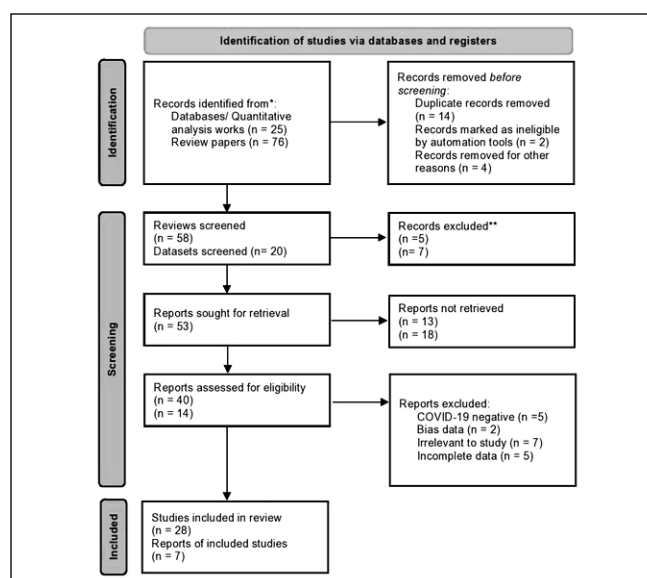 Identification of studies via databases and registers
Identification
Records identified from*:
Databases/ Quantitative
analysis works (n = 25)
Review papers (n = 76)
Records removed before
screening:
Duplicate records removed
(n = 14)
Records marked as ineligible
by automation tools (n = 2)
Records removed for other
reasons (n = 4)
Screening
Reviews screened
(n = 58)
Datasets screened (n= 20)
Records excluded**
(n =5)
(n= 7)
Reports sought for retrieval
(n = 53)
Reports not retrieved
(n = 13)
(n = 18)
Reports assessed for eligibility
(n = 40)
(n = 14)
Reports excluded:
COVID-19 negative (n =5)
Bias data (n = 2)
Irrelevant to study (n = 7)
Incomplete data (n = 5)
Included
Studies included in review
(n = 28)
Reports of included studies
(n = 7)